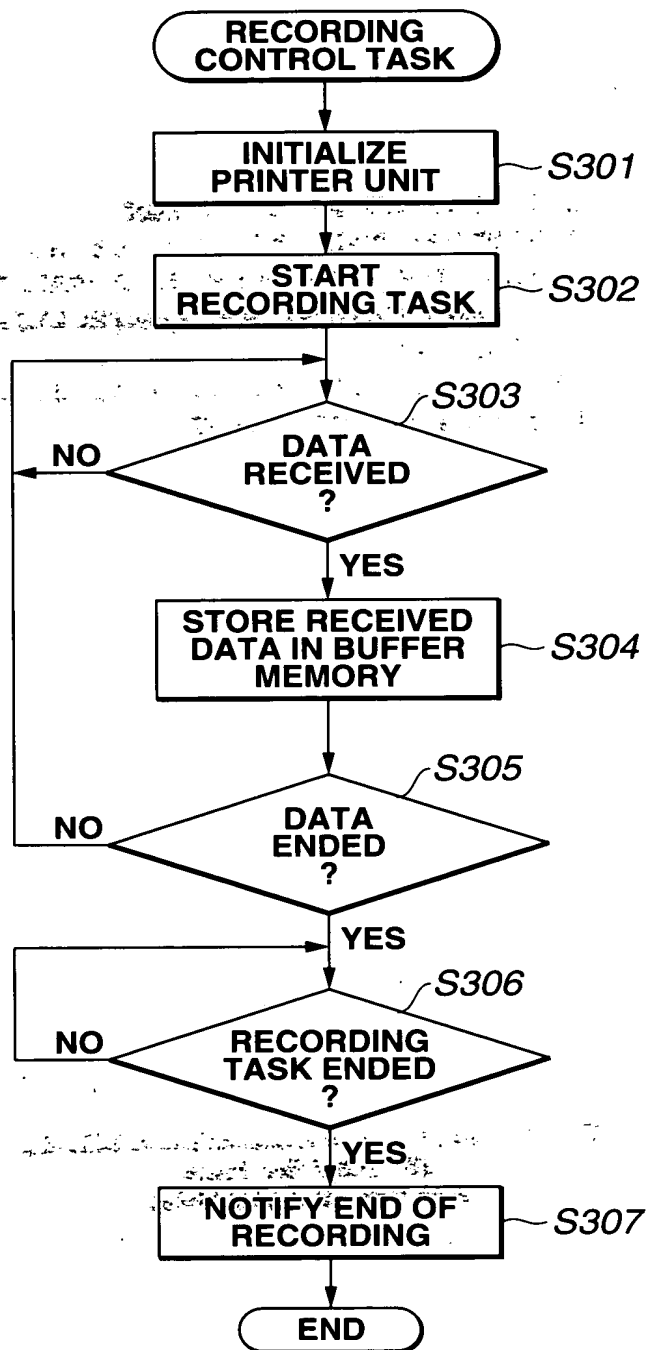 RECORDING
CONTROL TASK
INITIALIZE
PRINTER UNIT
S301
START
RECORDING TASK
S302
S303
DATA
RECEIVED
?
NO
YES
STORE RECEIVED
DATA IN BUFFER
MEMORY
S304
S305
DATA
ENDED
?
NO
YES
S306
RECORDING
TASK ENDED
?
NO
YES
NOTIFY END OF
RECORDING
S307
END